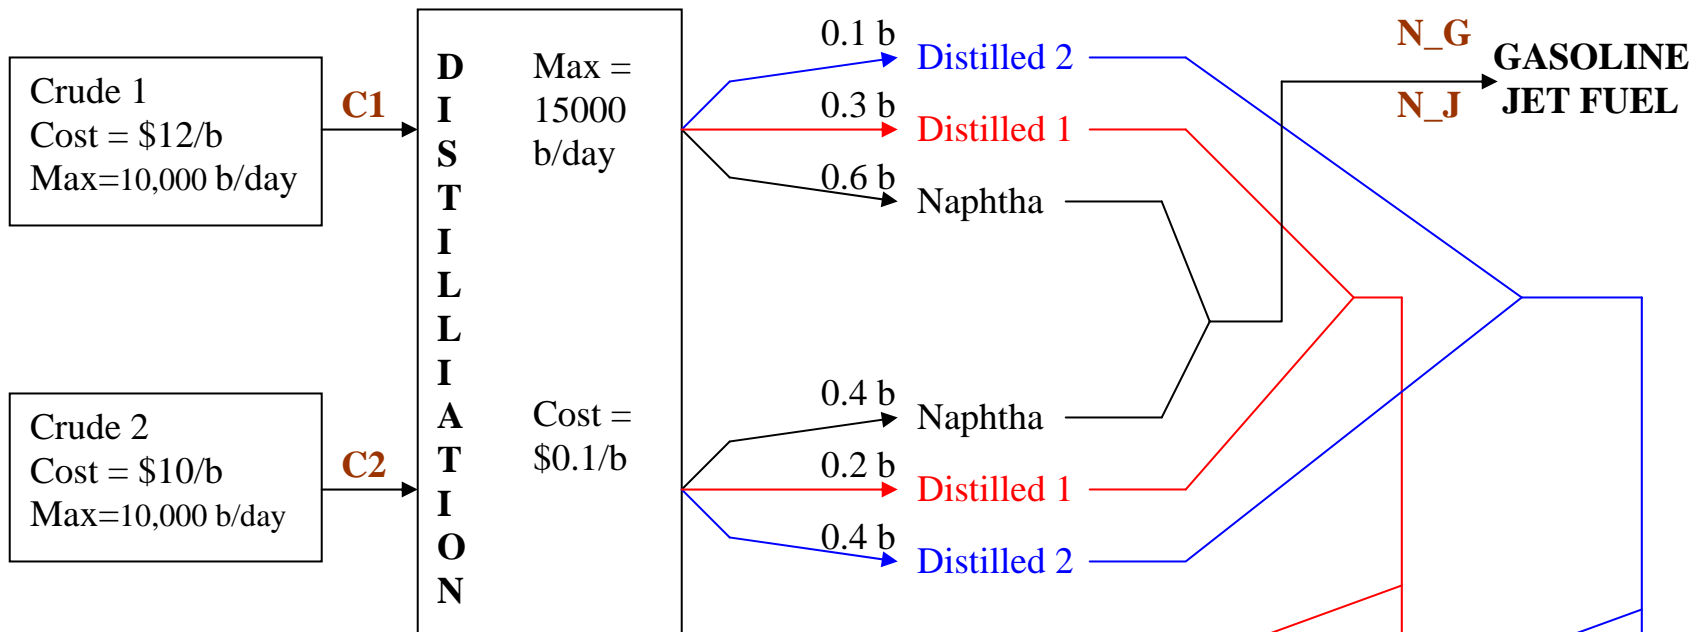 Crude 1
Cost = $12/b
Max=10,000 b/day
C1
Crude 2
Cost = $10/b
Max=10,000 b/day
C2
D
I
S
T
I
L
L
I
A
T
I
O
N
Max =
15000
b/day
Cost =
$0.1/b
0.1 b
Distilled 2
0.3 b
Distilled 1
0.6 b
Naphtha
0.4 b
Naphtha
0.2 b
Distilled 1
0.4 b
Distilled 2
N_G
N_J
GASOLINE
JET FUEL